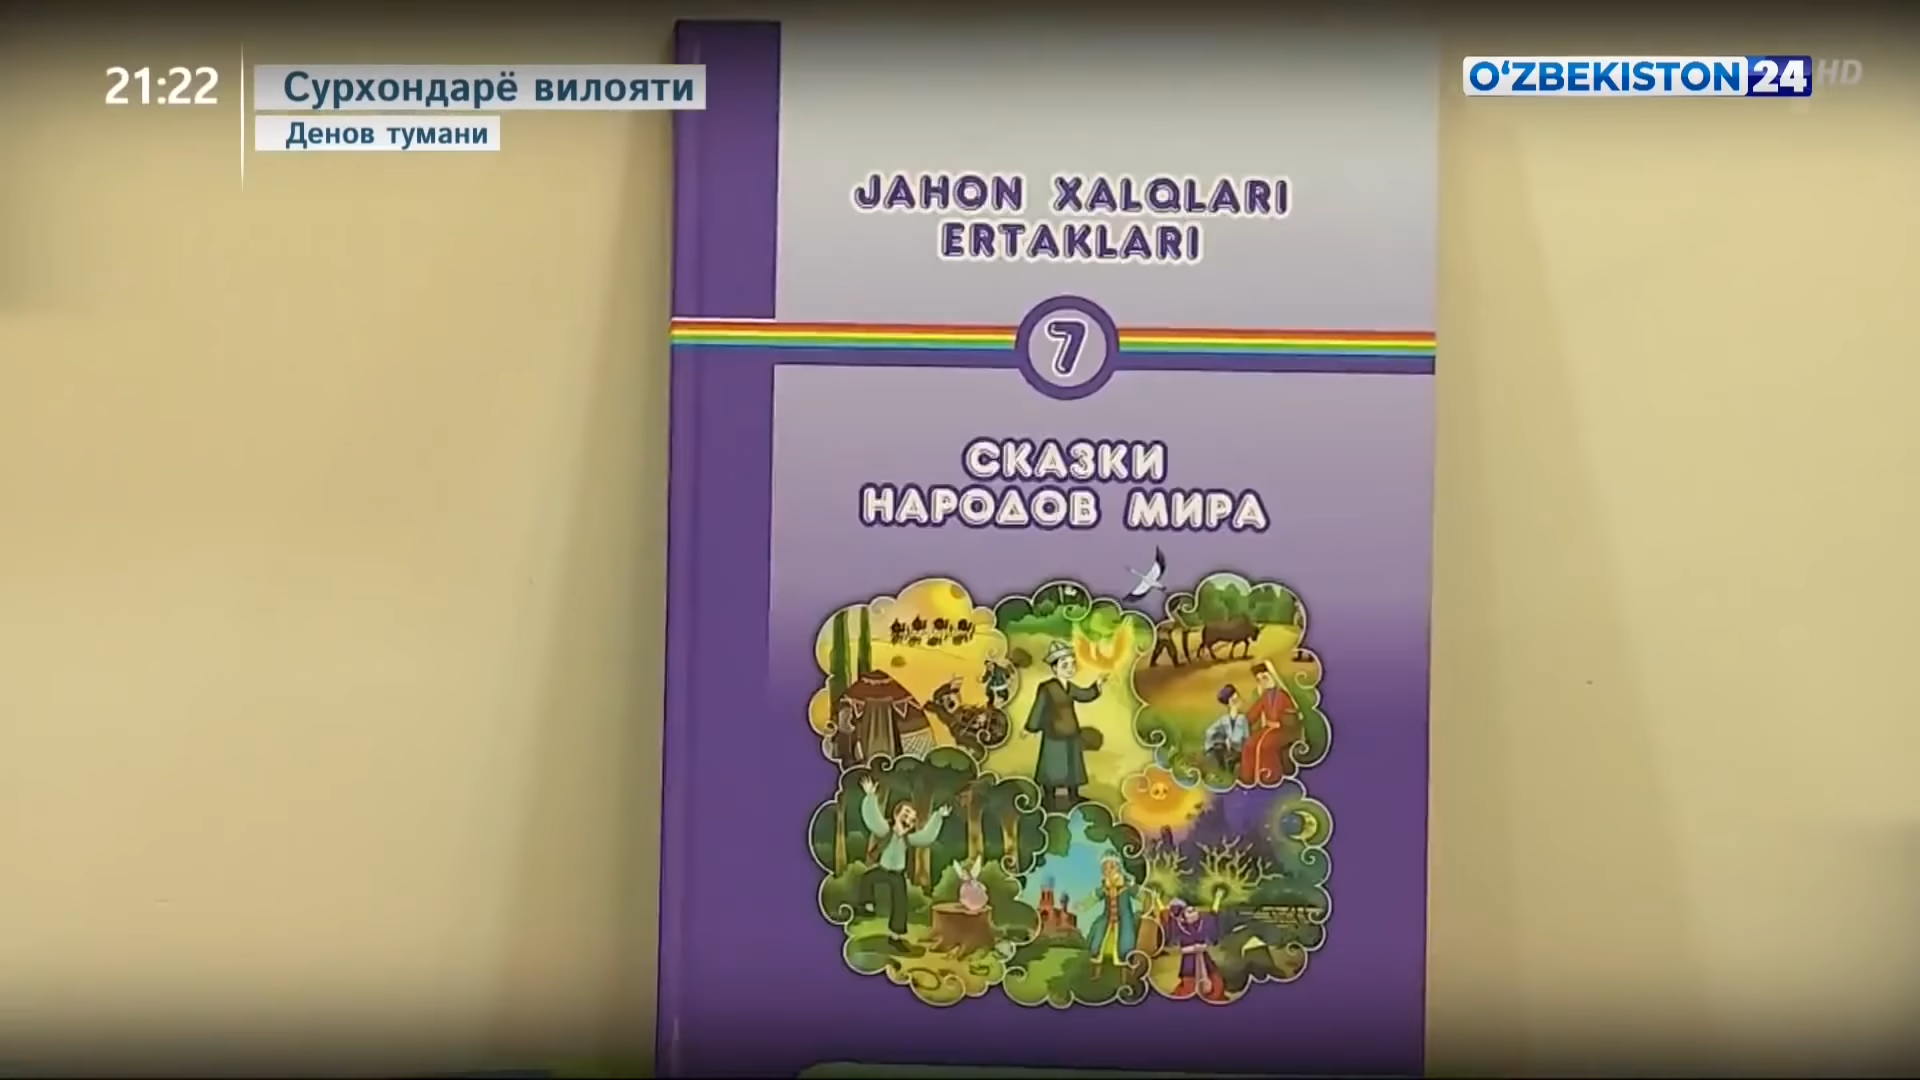 21:22
Сурхондарё вилояти
Денов тумани
O‘ZBEKISTON 24 HD
JAHON XALQLARI
ERTAKLARI
7
СКАЗКИ
НАРОДОВ МИРА